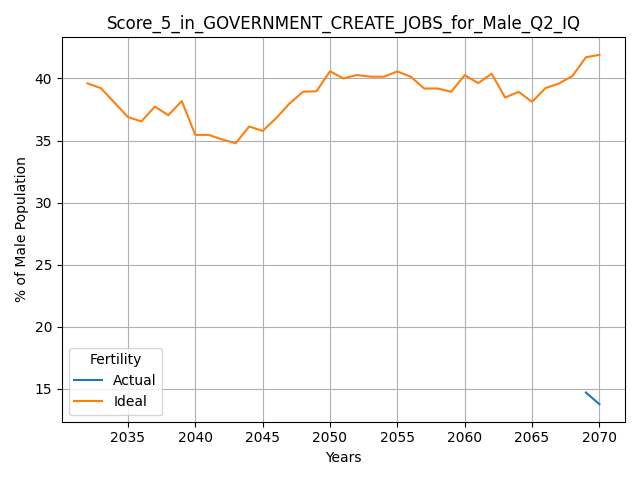 Score_5_in_GOVERNMENT_CREATE_JOBS_for_Male_Q2_IQ
% of Male Population
40
35
30
25
20
15
Fertility
Actual
Ideal
2035 2040 2045 2050 2055 2060 2065 2070
Years